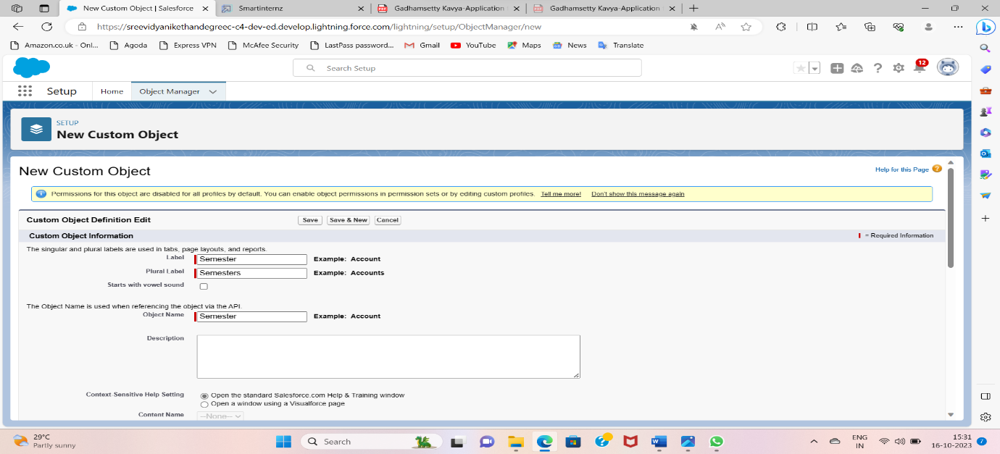 New Custom Object | Salesforce
Smartinternz
Gadhamsetty Kavya-Application
Gadhamsetty Kavya-Application
https://sreevidyanikethandegreec-c4-dev-ed.develop.lightning.force.com/lightning/setup/ObjectManager/new
Amazon.co.uk - Onl... Agoda Express VPN McAfee Security LastPass password... Gmail YouTube Maps News Translate
Search Setup
12
Setup Home Object Manager
SETUP
New Custom Object
New Custom Object
Help for this Page
Permissions for this object are disabled for all profiles by default. You can enable object permissions in permission sets or by editing custom profiles. Tell me more! Don't show this message again
Custom Object Definition Edit Save Save & New Cancel
Custom Object Information = Required Information
The singular and plural labels are used in tabs, page layouts, and reports.
Label Semester Example: Account
Plural Label Semesters Example: Accounts
Starts with vowel sound
The Object Name is used when referencing the object via the API.
Object Name Semester Example: Account
Description
Context-Sensitive Help Setting Open the standard Salesforce.com Help & Training window
Open a window using a Visualforce page
Content Name --None--
29°C
Partly sunny
Search
ENG
IN
15:31
16-10-2023